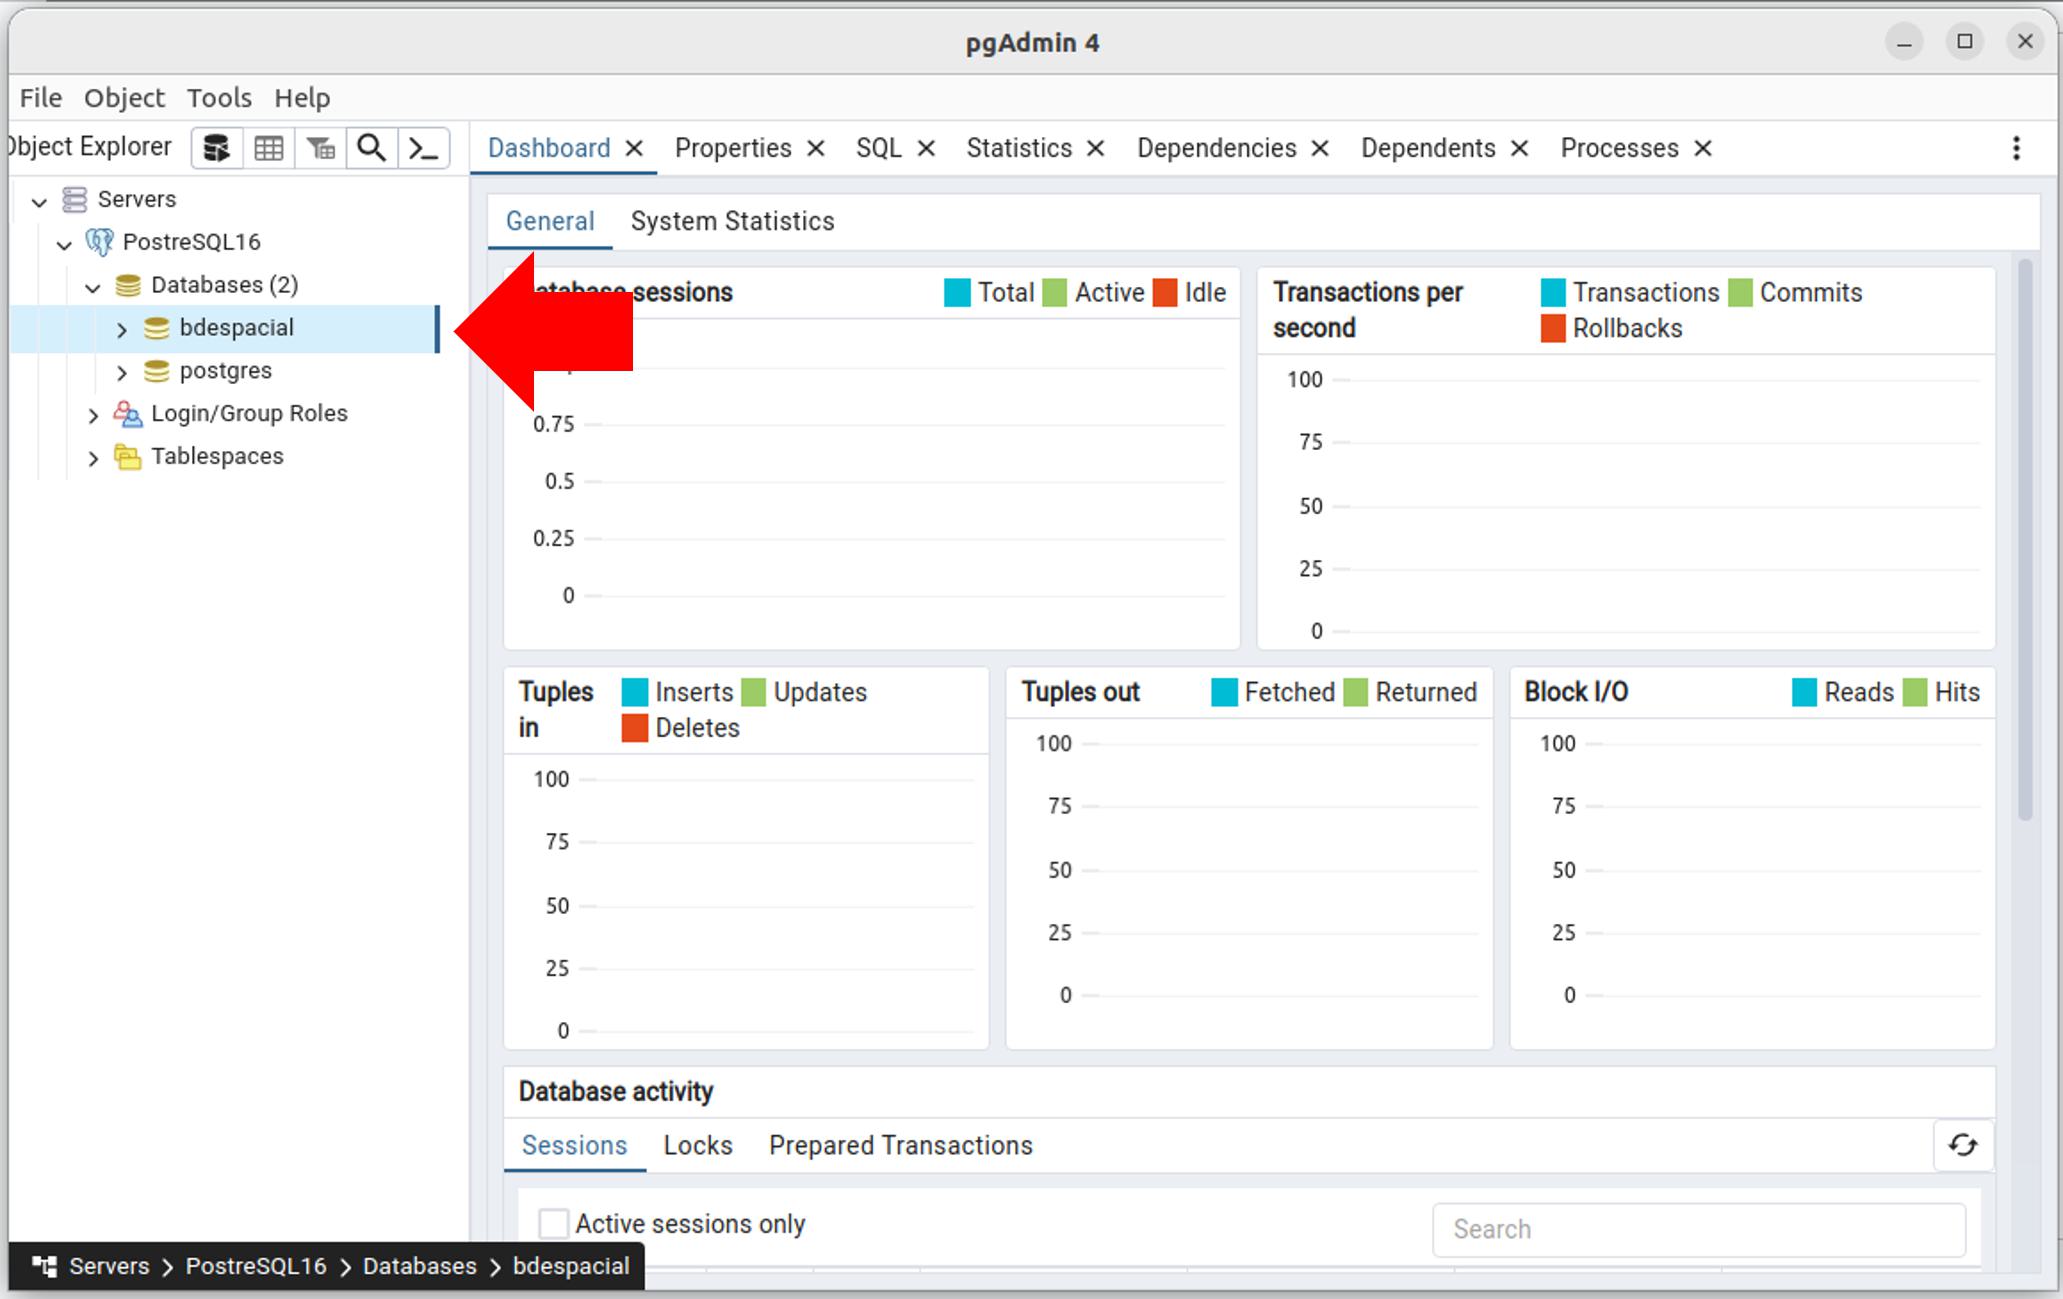 pgAdmin 4
File Object Tools Help
Object Explorer
Dashboard Properties SQL Statistics Dependencies Dependents Processes
Servers
PostreSQL16
Databases (2)
bdespacial
postgres
Login/Group Roles
Tablespaces
General System Statistics
Database sessions Total Active Idle
0.75
0.5
0.25
0
Transactions per second Transactions Commits Rollbacks
100
75
50
25
0
Tuples in Inserts Updates Deletes
100
75
50
25
0
Tuples out Fetched Returned
100
75
50
25
0
Block I/O Reads Hits
100
75
50
25
0
Database activity
Sessions Locks Prepared Transactions
Active sessions only Search
Servers > PostreSQL16 > Databases > bdespacial